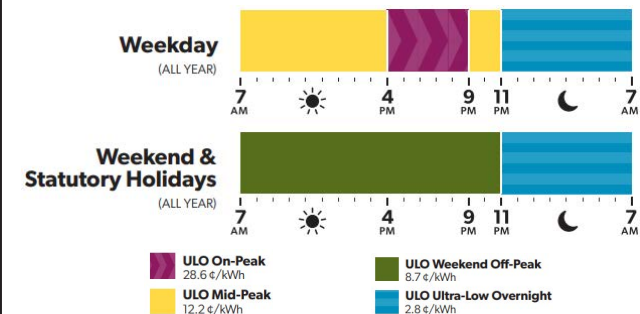 Weekday
(ALL YEAR)
7 4 9 11 7
AM PM PM PM AM
Weekend &
Statutory Holidays
(ALL YEAR)
7 4 9 11 7
AM PM PM PM AM
ULO On-Peak
28.6 ¢/kWh
ULO Weekend Off-Peak
8.7 ¢/kWh
ULO Mid-Peak
12.2 ¢/kWh
ULO Ultra-Low Overnight
2.8 ¢/kWh